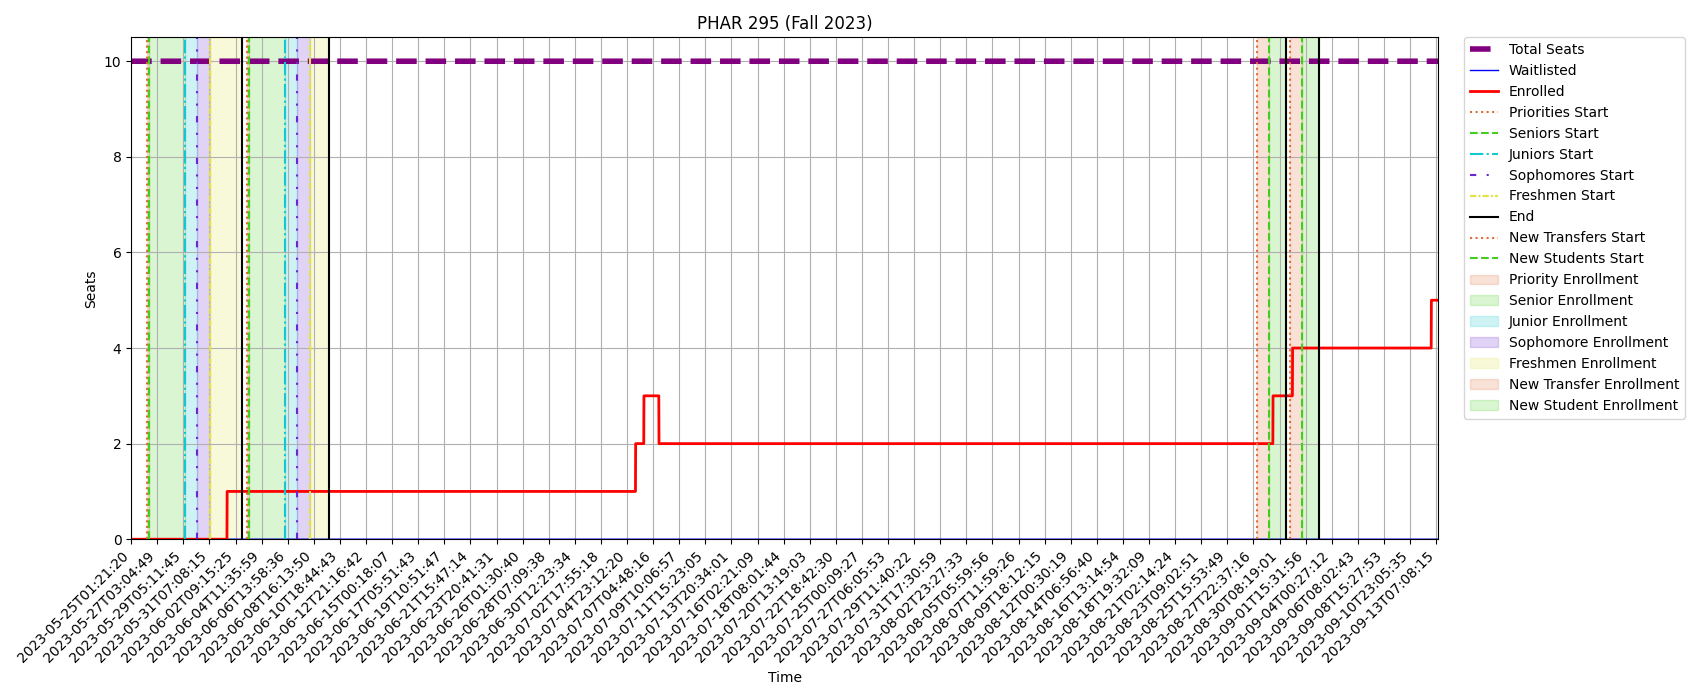 PHAR 295 (Fall 2023)
Seats
10
8
6
4
2
0
2023-05-25T01:21:20
2023-05-27T03:04:49
2023-05-29T05:11:45
2023-05-31T07:08:15
2023-06-02T09:15:25
2023-06-04T11:35:59
2023-06-06T13:58:36
2023-06-08T16:13:50
2023-06-10T18:44:43
2023-06-12T21:16:42
2023-06-15T00:18:07
2023-06-17T05:51:43
2023-06-19T10:51:47
2023-06-21T15:47:14
2023-06-23T20:41:31
2023-06-26T01:30:40
2023-06-28T07:09:38
2023-06-30T12:23:34
2023-07-02T17:55:18
2023-07-04T23:12:20
2023-07-07T04:48:16
2023-07-09T10:06:57
2023-07-11T15:23:05
2023-07-13T20:34:01
2023-07-16T02:21:09
2023-07-18T08:01:44
2023-07-20T13:19:03
2023-07-22T18:42:30
2023-07-25T00:09:27
2023-07-27T06:05:53
2023-07-29T11:40:22
2023-07-31T17:30:59
2023-08-02T23:27:33
2023-08-05T05:59:56
2023-08-07T11:59:26
2023-08-09T18:12:15
2023-08-12T00:30:19
2023-08-14T06:56:40
2023-08-16T13:14:54
2023-08-18T19:32:09
2023-08-21T02:14:24
2023-08-23T09:02:51
2023-08-25T15:53:49
2023-08-27T22:37:16
2023-08-30T08:19:01
2023-09-01T15:31:56
2023-09-04T00:27:12
2023-09-06T08:02:43
2023-09-08T15:27:53
2023-09-10T23:05:35
2023-09-13T07:08:15
Time
Total Seats
Waitlisted
Enrolled
Priorities Start
Seniors Start
Juniors Start
Sophomores Start
Freshmen Start
End
New Transfers Start
New Students Start
Priority Enrollment
Senior Enrollment
Junior Enrollment
Sophomore Enrollment
Freshmen Enrollment
New Transfer Enrollment
New Student Enrollment